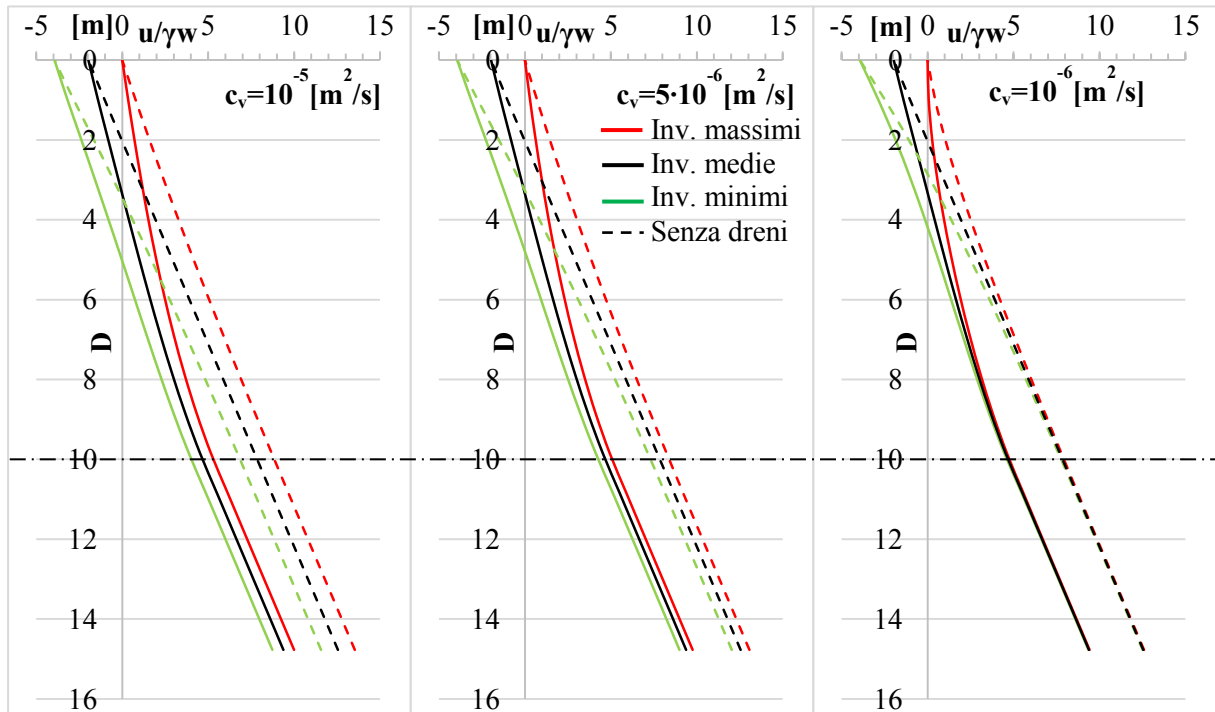 -5 [m] u/γw 5 10 15
0
c_v=10^-5[m^2/s]
2
4
6
D
8
10
12
14
16
-5 [m] u/γw 5 10 15
0
c_v=5·10^-6[m^2/s]
Inv. massimi
2
Inv. medie
Inv. minimi
4
Senza dreni
6
D
8
10
12
14
16
-5 [m] 0 u/γw 5 10 15
0
c_v=10^-6[m^2/s]
2
4
6
D
8
10
12
14
16